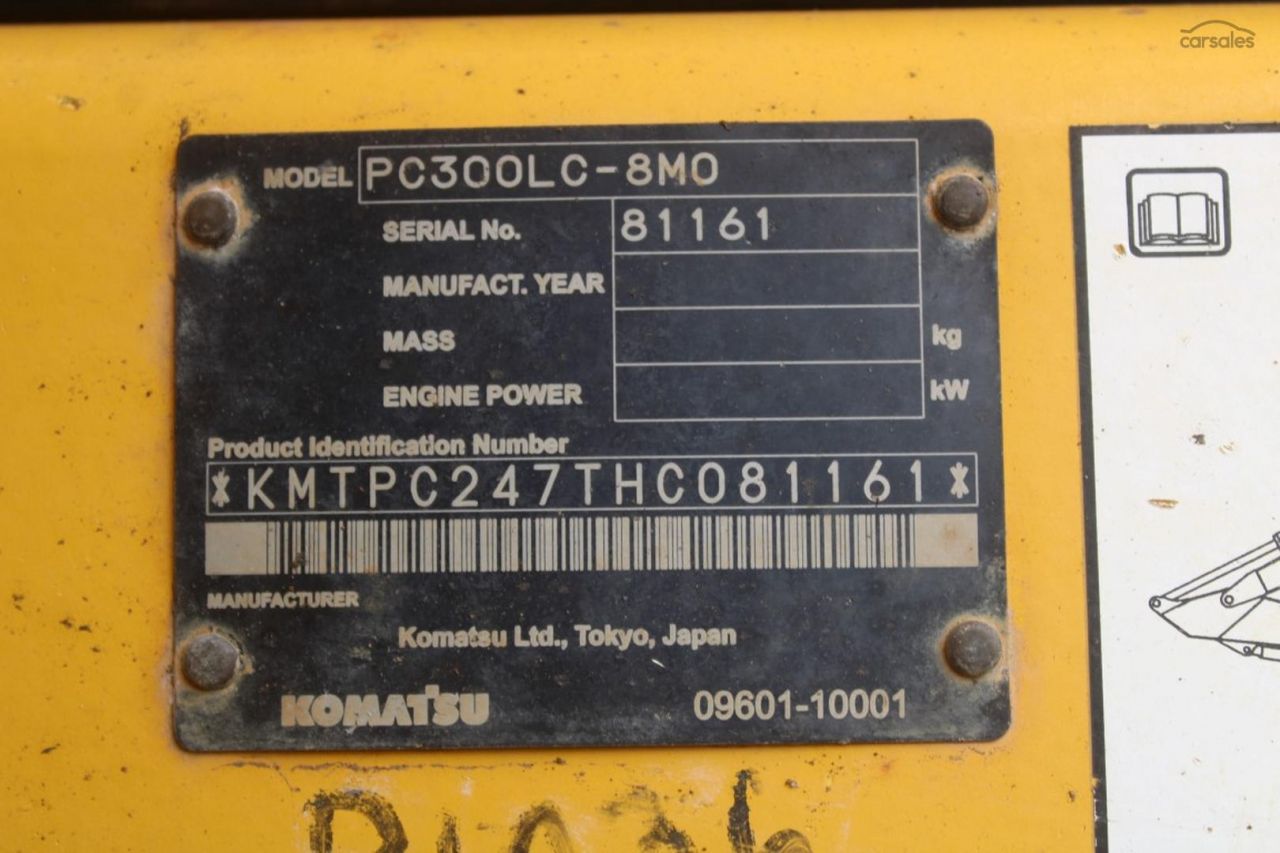 carsales
MODEL PC300LC-8M0
SERIAL No. 81161
MANUFACT. YEAR
MASS kg
ENGINE POWER kW
Product Identification Number
*KMTPC247THC081161*
MANUFACTURER
Komatsu Ltd., Tokyo, Japan
KOMATSU 09601-10001